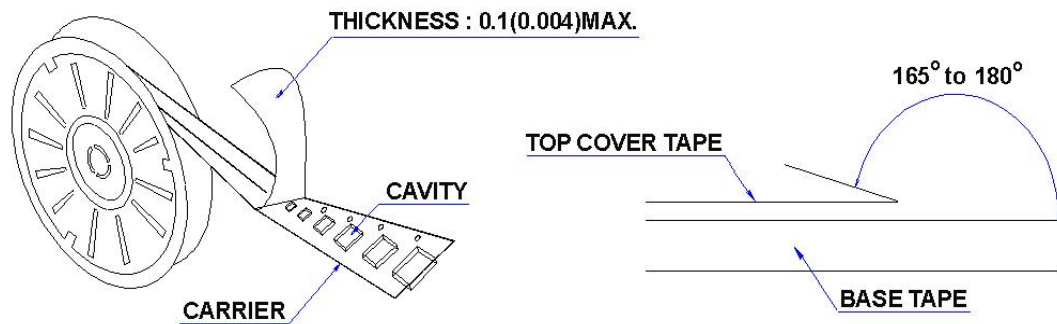 THICKNESS : 0.1(0.004)MAX.
CAVITY
CARRIER
165° to 180°
TOP COVER TAPE
BASE TAPE